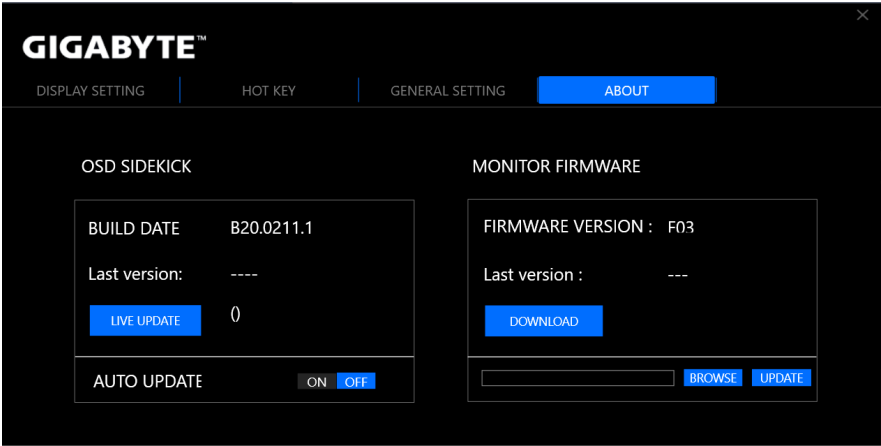 GIGABYTE™
DISPLAY SETTING HOT KEY GENERAL SETTING ABOUT
OSD SIDEKICK
BUILD DATE B20.0211.1
Last version: ----
LIVE UPDATE ()
AUTO UPDATE ON OFF
MONITOR FIRMWARE
FIRMWARE VERSION : F03
Last version : ---
DOWNLOAD
BROWSE UPDATE